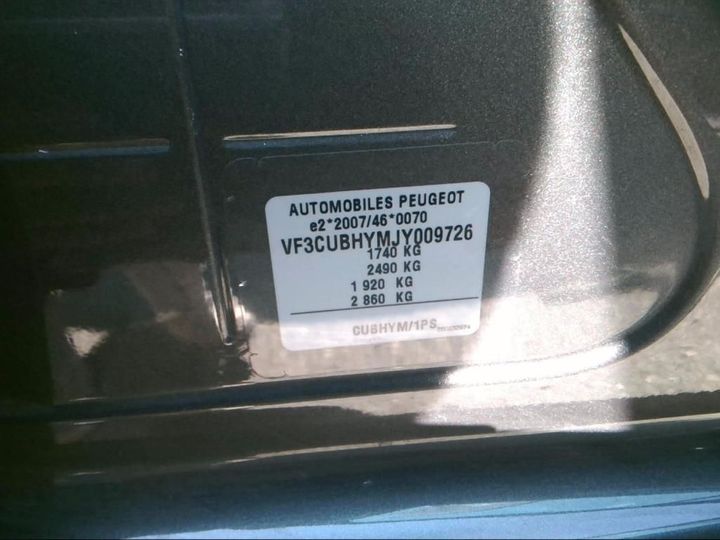 AUTOMOBILES PEUGEOT
e2*2007/46*0070
VF3CUBHYMJY009726
1740 KG
2490 KG
1 920 KG
2 860 KG
CUBHYM/1PS